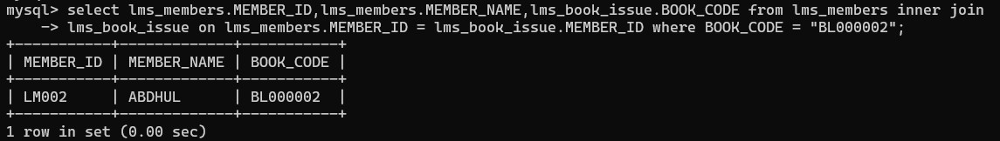 mysql> select lms_members.MEMBER_ID,lms_members.MEMBER_NAME,lms_book_issue.BOOK_CODE from lms_members inner join
    -> lms_book_issue on lms_members.MEMBER_ID = lms_book_issue.MEMBER_ID where BOOK_CODE = "BL000002";
+-----------+-------------+-----------+
| MEMBER_ID | MEMBER_NAME | BOOK_CODE |
+-----------+-------------+-----------+
| LM002     | ABDHUL      | BL000002  |
+-----------+-------------+-----------+
1 row in set (0.00 sec)